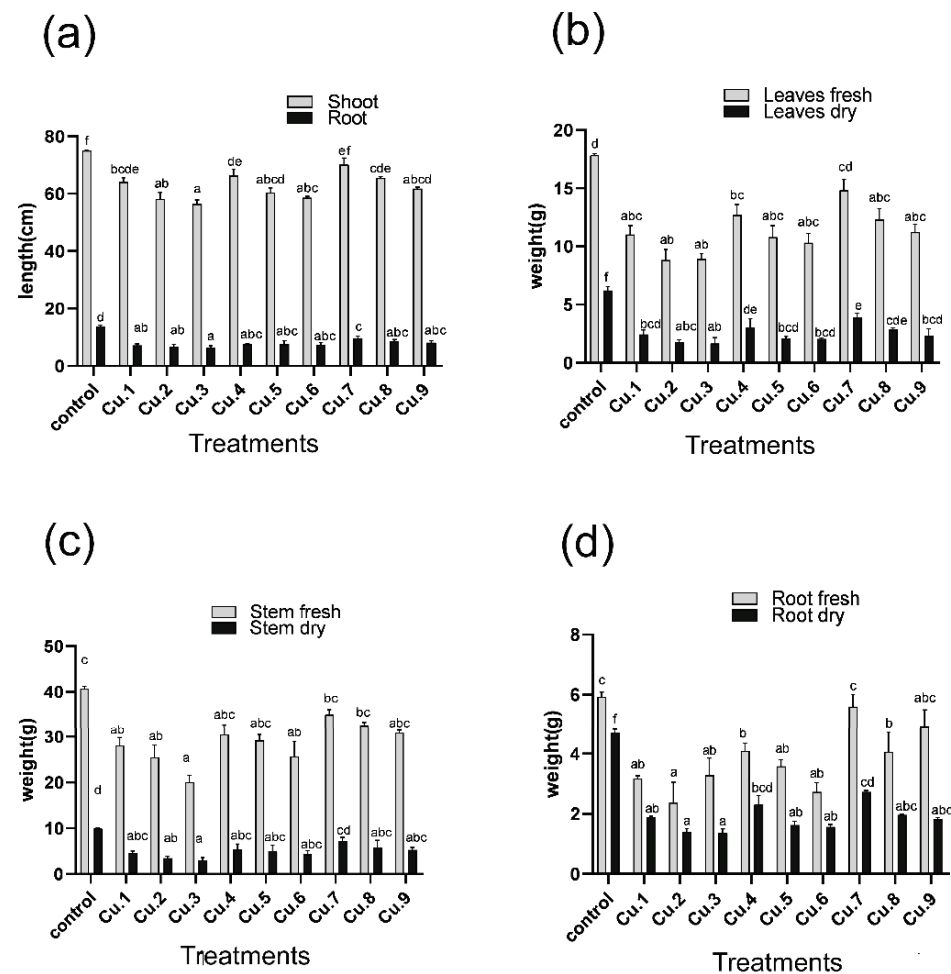 (a)
Shoot
Root
length(cm)
80
60
40
20
0
f
d
bcde
ab
ab
ab
a
a
de
abc
abcd
abc
abc
abc
ef
c
cde
abc
abcd
abc
control
Cu.1
Cu.2
Cu.3
Cu.4
Cu.5
Cu.6
Cu.7
Cu.8
Cu.9
Treatments
(b)
Leaves fresh
Leaves dry
weight(g)
20
15
10
5
0
d
f
abc
bcd
ab
abc
ab
ab
bc
de
abc
bcd
abc
bcd
cd
e
abc
cde
abc
bcd
control
Cu.1
Cu.2
Cu.3
Cu.4
Cu.5
Cu.6
Cu.7
Cu.8
Cu.9
Treatments
(c)
Stem fresh
Stem dry
weight(g)
50
40
30
20
10
0
c
d
ab
abc
ab
ab
a
a
abc
abc
abc
abc
ab
abc
bc
cd
bc
abc
abc
abc
control
Cu.1
Cu.2
Cu.3
Cu.4
Cu.5
Cu.6
Cu.7
Cu.8
Cu.9
Treatments
(d)
Root fresh
Root dry
weight(g)
8
6
4
2
0
c
f
ab
ab
a
a
ab
a
b
bcd
ab
ab
ab
ab
c
cd
b
abc
abc
ab
control
Cu.1
Cu.2
Cu.3
Cu.4
Cu.5
Cu.6
Cu.7
Cu.8
Cu.9
Treatments